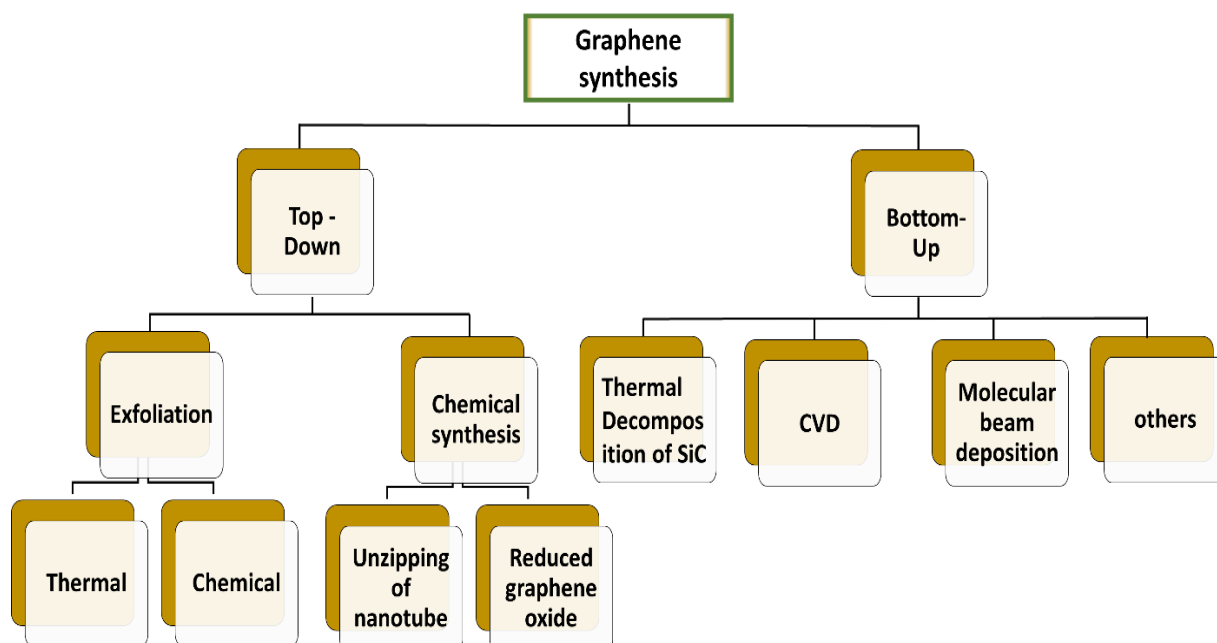 Graphene
synthesis
Top -
Down
Bottom-
Up
Exfoliation
Chemical
synthesis
Thermal
Decompos
ition of SiC
CVD
Molecular
beam
deposition
others
Thermal
Chemical
Unzipping
of
nanotube
Reduced
graphene
oxide